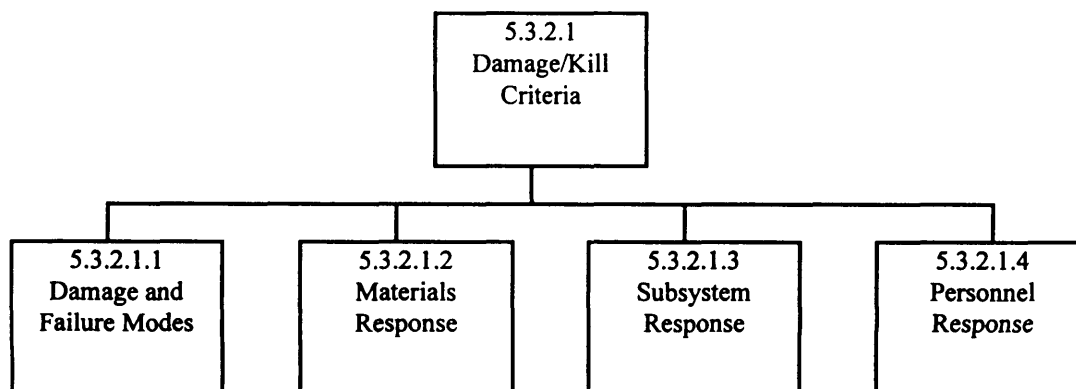 5.3.2.1
Damage/Kill
Criteria
5.3.2.1.1
Damage and
Failure Modes
5.3.2.1.2
Materials
Response
5.3.2.1.3
Subsystem
Response
5.3.2.1.4
Personnel
Response